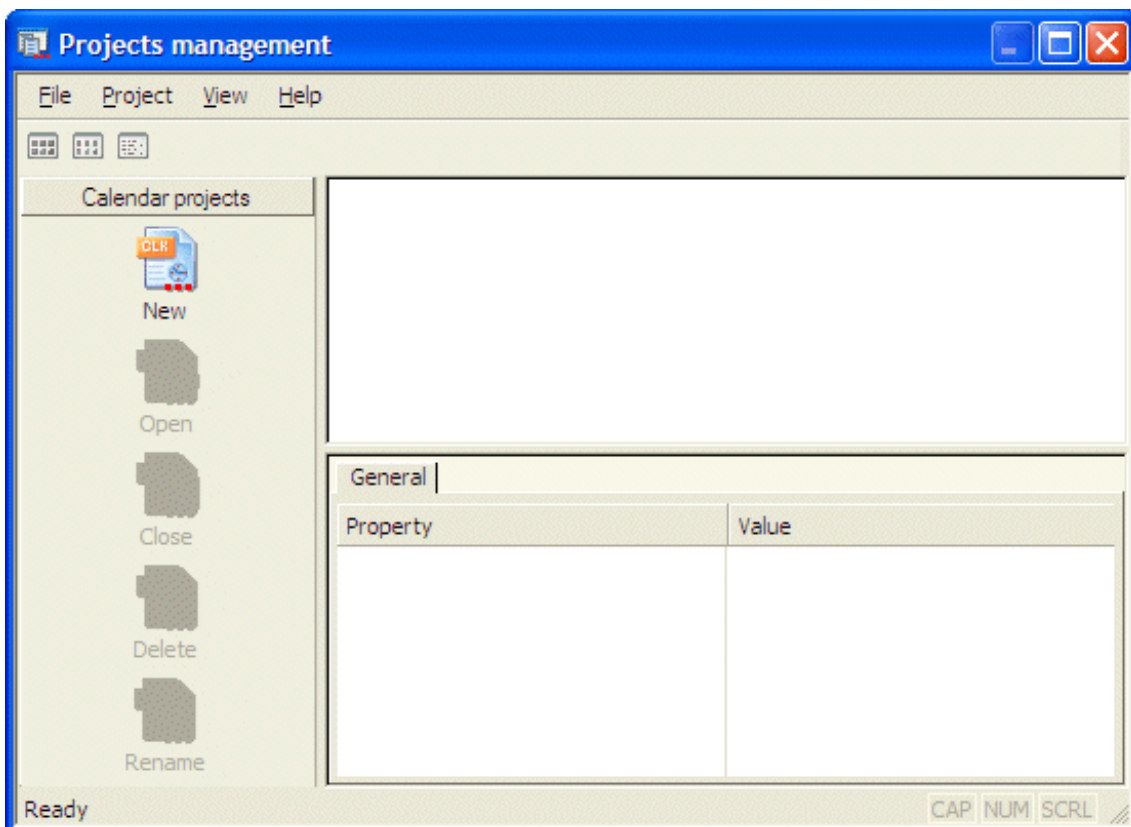 Projects management
File Project View Help
Calendar projects
CLK
New
Open
Close
Delete
Rename
General
Property Value
Ready CAP NUM SCRL